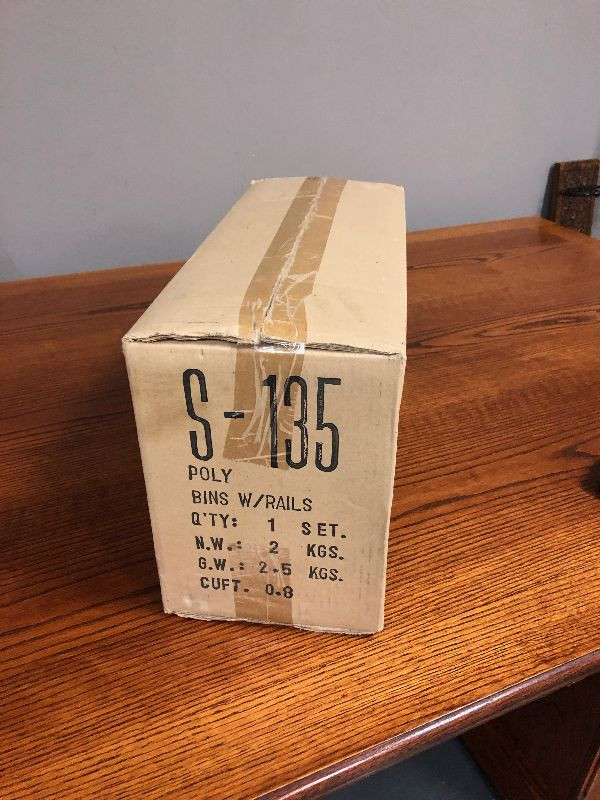 S-135
POLY
BINS W/RAILS
Q'TY: 1 SET.
N.W.: 2 KGS.
G.W.: 2.5 KGS.
CUFT. 0.8